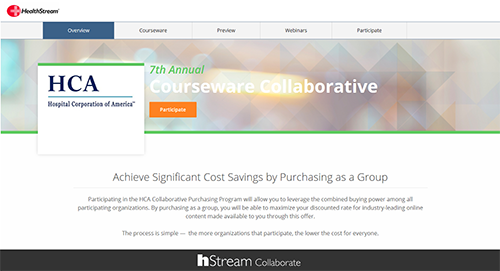 HealthStream
Overview Courseware Preview Webinars Participate
7th Annual
HCA
Courseware Collaborative
Hospital Corporation of America™
Participate
Achieve Significant Cost Savings by Purchasing as a Group
Participating in the HCA Collaborative Purchasing Program will allow you to leverage the combined buying power among all
participating organizations. By purchasing as a group, you will be able to maximize your discounted rate for industry-leading online
content made available to you through this offer.
The process is simple — the more organizations that participate, the lower the cost for everyone.
hStream Collaborate